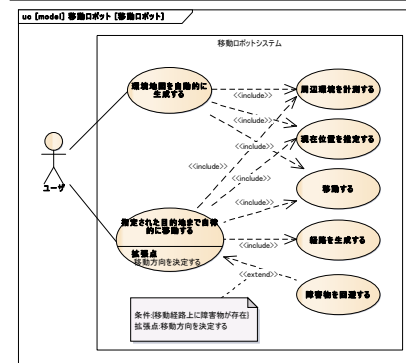 uc [model] 移動ロボット [移動ロボット]
移動ロボットシステム
環境地図を自動的に
生成する
周辺環境を計測する
<<include>>
<<include>>
現在位置を推定する
<<include>>
<<include>>
ユーザ
<<include>>
移動する
<<include>>
指定された目的地まで自律
的に移動する
拡張点
移動方向を決定する
<<include>>
経路を生成する
<<extend>>
障害物を回避する
条件:{移動経路上に障害物が存在}
拡張点:移動方向を決定する